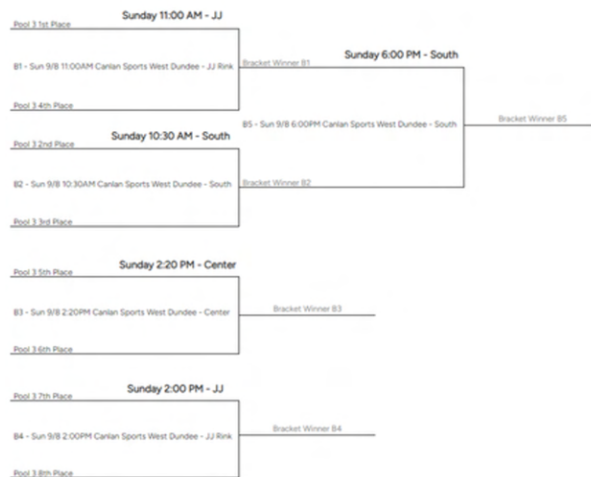 Sunday 11:00 AM - JJ
Pool 3 1st Place
B1 - Sun 9/8 11:00AM Canlan Sports West Dundee - JJ Rink
Pool 3 4th Place
Bracket Winner B1
Sunday 6:00 PM - South
B5 - Sun 9/8 6:00PM Canlan Sports West Dundee - South
Bracket Winner B5
Sunday 10:30 AM - South
Pool 3 2nd Place
B2 - Sun 9/8 10:30AM Canlan Sports West Dundee - South
Bracket Winner B2
Pool 3 3rd Place
Sunday 2:20 PM - Center
Pool 3 5th Place
B3 - Sun 9/8 2:20PM Canlan Sports West Dundee - Center
Bracket Winner B3
Pool 3 6th Place
Sunday 2:00 PM - JJ
Pool 3 7th Place
B4 - Sun 9/8 2:00PM Canlan Sports West Dundee - JJ Rink
Bracket Winner B4
Pool 3 8th Place